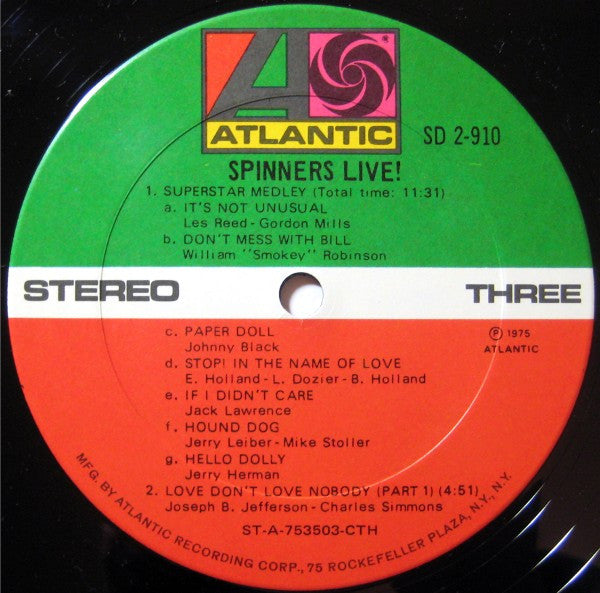 ATLANTIC
SD 2-910
SPINNERS LIVE!
1. SUPERSTAR MEDLEY (Total time: 11:31)
a. IT'S NOT UNUSUAL
Les Reed - Gordon Mills
b. DON'T MESS WITH BILL
William "Smokey" Robinson
STEREO
THREE
c. PAPER DOLL
Johnny Black
℗ 1975
ATLANTIC
d. STOP! IN THE NAME OF LOVE
E. Holland - L. Dozier - B. Holland
e. IF I DIDN'T CARE
Jack Lawrence
f. HOUND DOG
Jerry Leiber - Mike Stoller
g. HELLO DOLLY
Jerry Herman
2. LOVE DON'T LOVE NOBODY (PART 1) (4:51)
Joseph B. Jefferson - Charles Simmons
ST-A-753503-CTH
MFG. BY ATLANTIC RECORDING CORP., 75 ROCKEFELLER PLAZA, N.Y., N.Y.